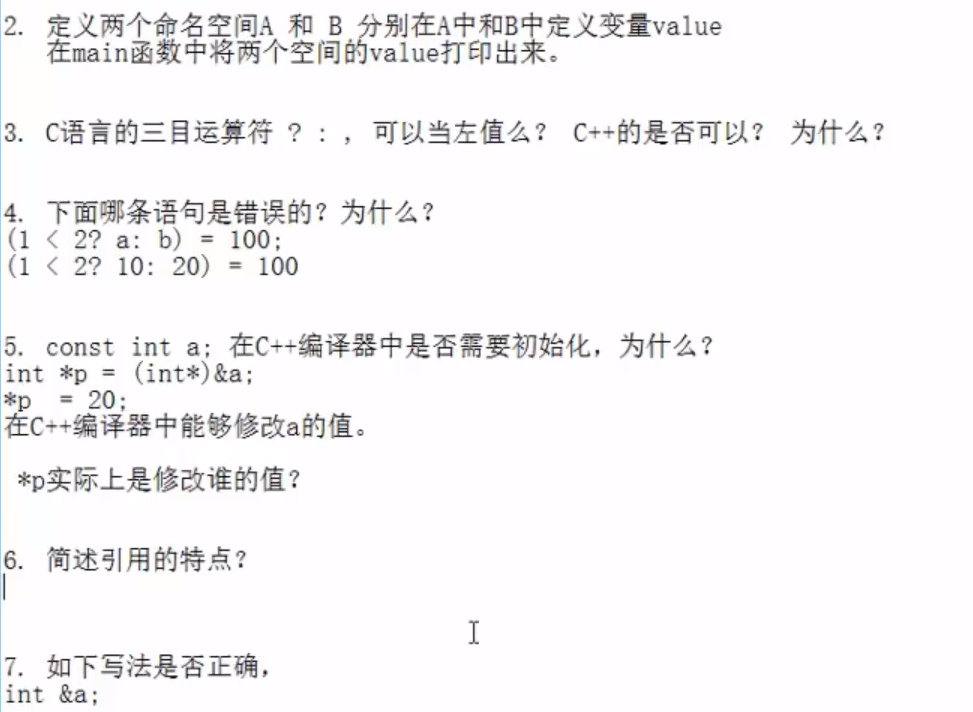 2. 定义两个命名空间A 和 B 分别在A中和B中定义变量value
在main函数中将两个空间的value打印出来。
3. C语言的三目运算符 ? : , 可以当左值么? C++的是否可以? 为什么?
4. 下面哪条语句是错误的? 为什么?
(1 < 2? a: b) = 100;
(1 < 2? 10: 20) = 100
5. const int a; 在C++编译器中是否需要初始化, 为什么?
int *p = (int*)&a;
*p = 20;
在C++编译器中能够修改a的值。
*p实际上是修改谁的值?
6. 简述引用的特点?
7. 如下写法是否正确,
int &a;